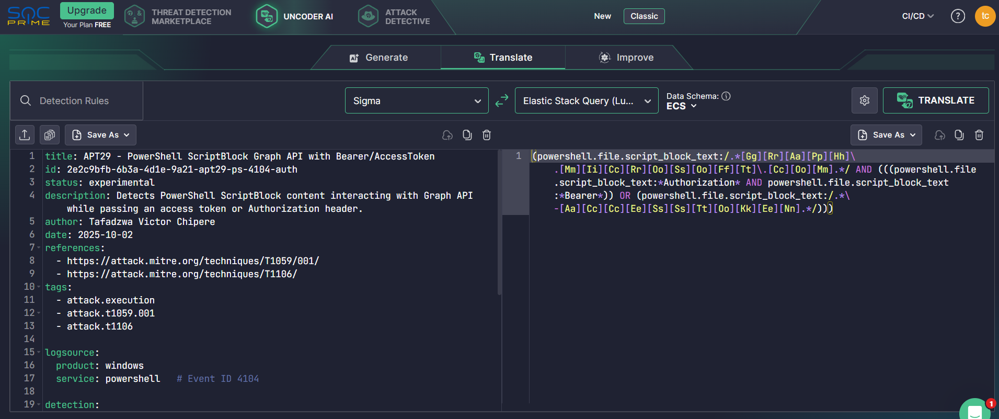 SOC PRIME
Upgrade
Your Plan FREE
THREAT DETECTION
MARKETPLACE
UNCODER AI
ATTACK
DETECTIVE
New
Classic
CI/CD
?
tc
Generate
Translate
Improve
Detection Rules
Sigma
Elastic Stack Query (Lu...
Data Schema:
ECS
TRANSLATE
Save As
Save As
1 title: APT29 - PowerShell ScriptBlock Graph API with Bearer/AccessToken
2 id: 2e2c9bfb-6b3a-4d1e-9a21-apt29-ps-4104-auth
3 status: experimental
4 description: Detects PowerShell ScriptBlock content interacting with Graph API
while passing an access token or Authorization header.
5 author: Tafadzwa Victor Chipere
6 date: 2025-10-02
7 references:
8 - https://attack.mitre.org/techniques/T1059/001/
9 - https://attack.mitre.org/techniques/T1106/
10 tags:
11 - attack.execution
12 - attack.t1059.001
13 - attack.t1106
14
15 logsource:
16 product: windows
17 service: powershell # Event ID 4104
18
19 detection:
1 (powershell.file.script_block_text:/.*[Gg][Rr][Aa][Pp][Hh]\
.[Mm][Ii][Cc][Rr][Oo][Ss][Oo][Ff][Tt]\.[Cc][Oo][Mm].*/ AND (((powershell.file
.script_block_text:*Authorization* AND powershell.file.script_block_text
:*Bearer*)) OR (powershell.file.script_block_text:/.*\
-[Aa][Cc][Cc][Ee][Ss][Ss][Tt][Oo][Kk][Ee][Nn].*/)))
1